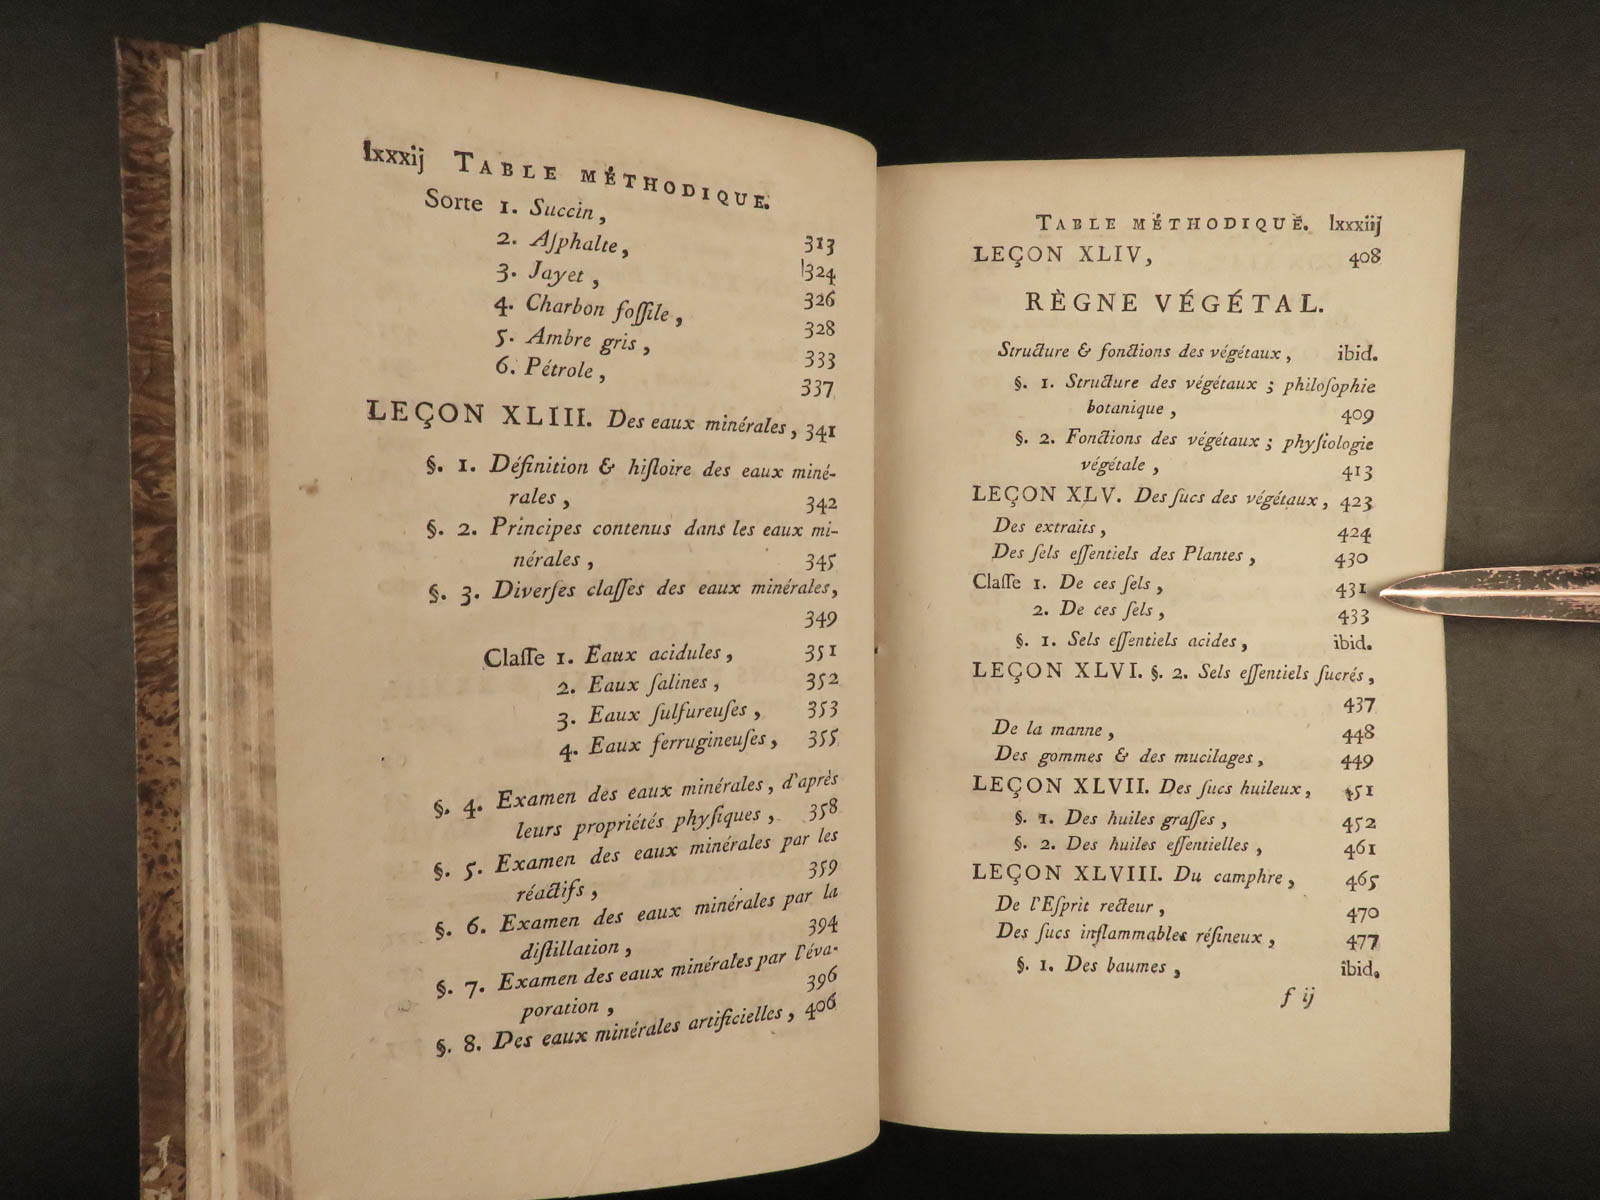 lxxxij TABLE MÉTHODIQUE.
Sorte 1. Succin, 313
2. Aſphalte, 324
3. Jayet, 326
4. Charbon foſſile, 328
5. Ambre gris, 333
6. Pétrole, 337
LEÇON XLIII. Des eaux minérales, 341
§. 1. Définition & hiſtoire des eaux miné-
rales, 342
§. 2. Principes contenus dans les eaux mi-
nérales, 345
§. 3. Diverſes claſſes des eaux minérales,
349
Claſſe 1. Eaux acidules, 351
2. Eaux ſalines, 352
3. Eaux ſulfureuſes, 353
4. Eaux ferrugineuſes, 355
§. 4. Examen des eaux minérales, d'après
leurs propriétés phyſiques, 358
§. 5. Examen des eaux minérales par les
réactifs, 359
§. 6. Examen des eaux minérales par la
diſtillation, 394
§. 7. Examen des eaux minérales par l'éva-
poration, 396
§. 8. Des eaux minérales artificielles, 406
TABLE MÉTHODIQUE. lxxxiij
LEÇON XLIV, 408
RÈGNE VÉGÉTAL.
Structure & fonctions des végétaux, ibid.
§. 1. Structure des végétaux ; philoſophie
botanique, 409
§. 2. Fonctions des végétaux ; phyſiologie
végétale, 413
LEÇON XLV. Des ſucs des végétaux, 423
Des extraits, 424
Des ſels eſſentiels des Plantes, 430
Claſſe 1. De ces ſels, 431
2. De ces ſels, 433
§. 1. Sels eſſentiels acides, ibid.
LEÇON XLVI. §. 2. Sels eſſentiels ſucrés,
437
De la manne, 448
Des gommes & des mucilages, 449
LEÇON XLVII. Des ſucs huileux, 451
§. 1. Des huiles graſſes, 452
§. 2. Des huiles eſſentielles, 461
LEÇON XLVIII. Du camphre, 465
De l'Eſprit recteur, 470
Des ſucs inflammables réſineux, 477
§. 1. Des baumes, ibid.
f ij